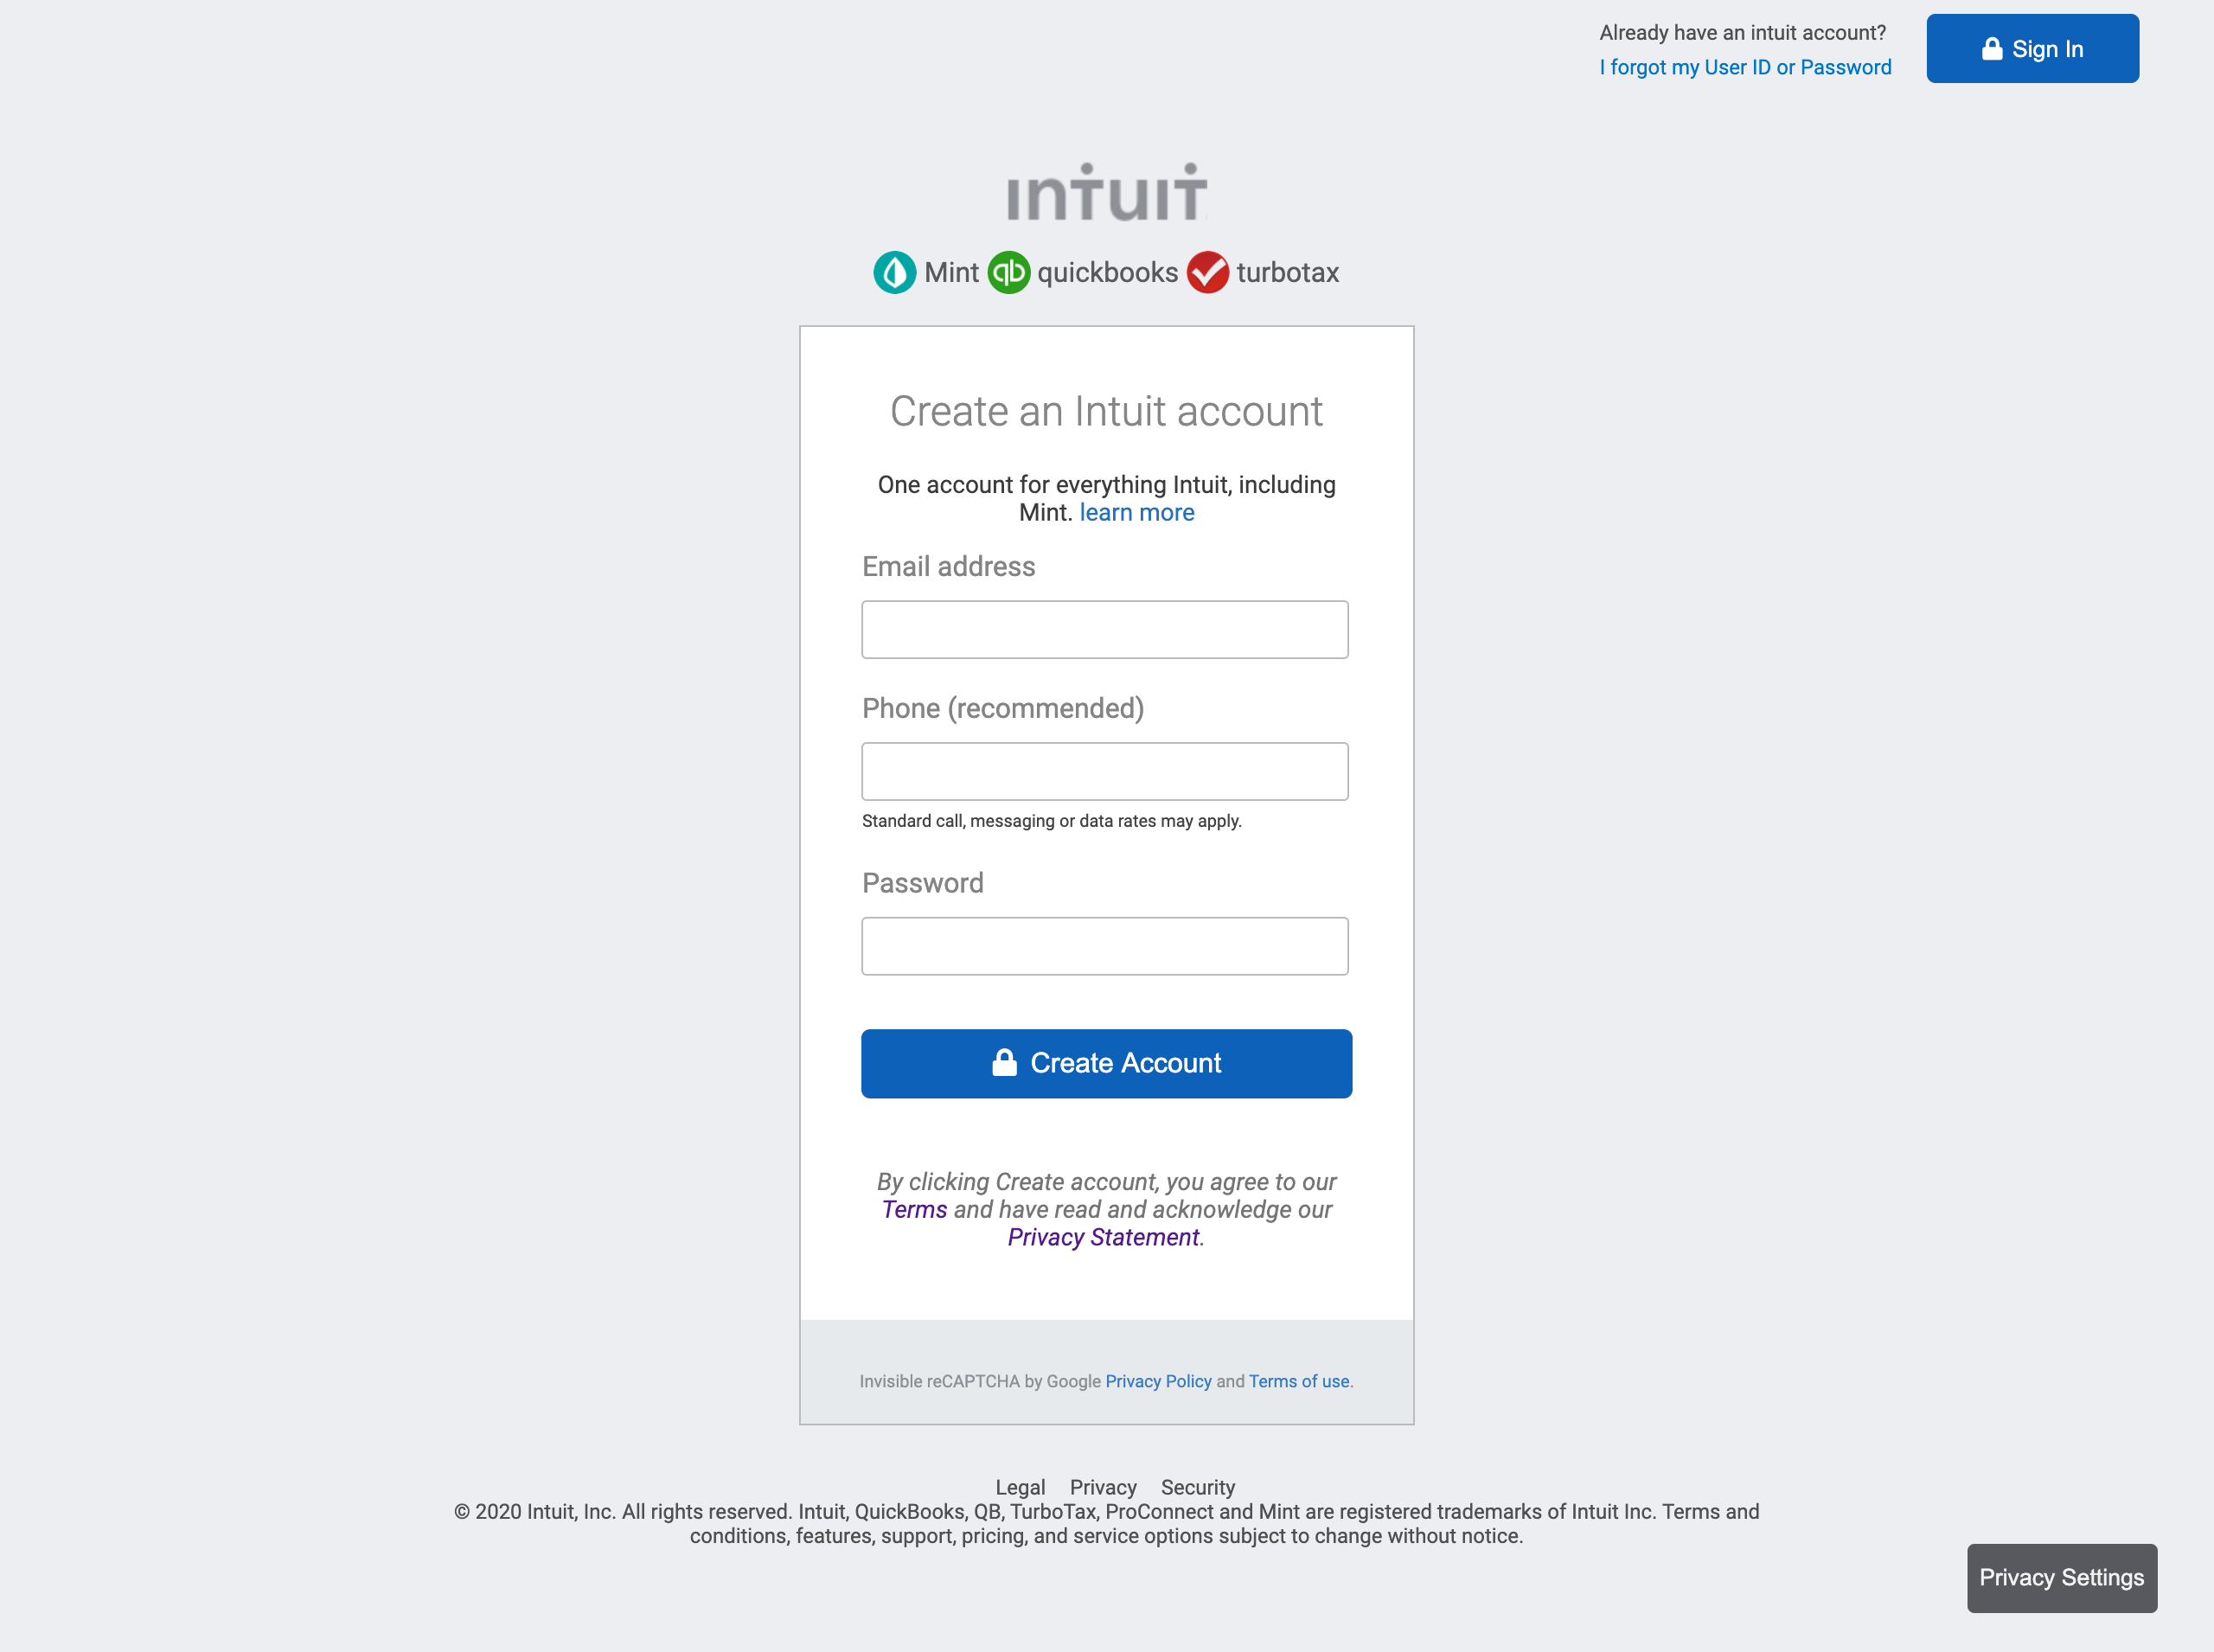 Already have an intuit account?
I forgot my User ID or Password
Sign In
intuit
Mint
qb
quickbooks
turbotax
Create an Intuit account
One account for everything Intuit, including
Mint. learn more
Email address
Phone (recommended)
Standard call, messaging or data rates may apply.
Password
Create Account
By clicking Create account, you agree to our
Terms and have read and acknowledge our
Privacy Statement.
Invisible reCAPTCHA by Google Privacy Policy and Terms of use.
Legal Privacy Security
© 2020 Intuit, Inc. All rights reserved. Intuit, QuickBooks, QB, TurboTax, ProConnect and Mint are registered trademarks of Intuit Inc. Terms and
conditions, features, support, pricing, and service options subject to change without notice.
Privacy Settings